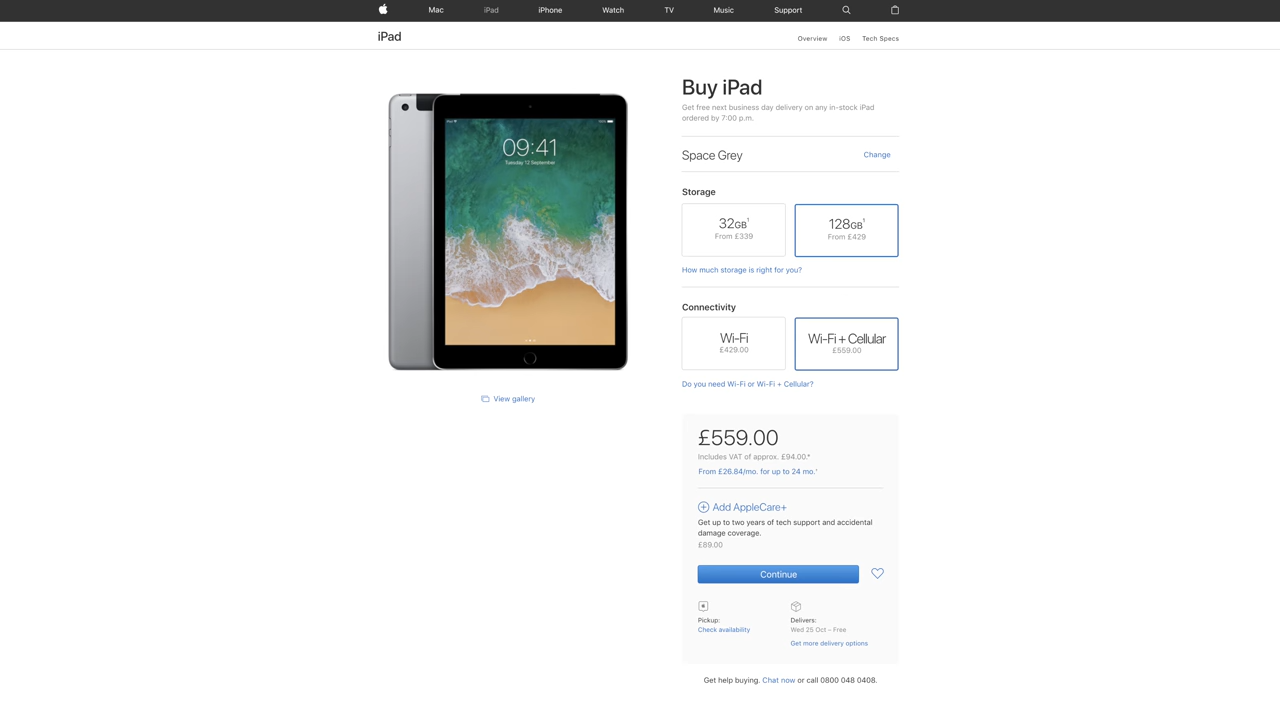 Mac iPad iPhone Watch TV Music Support
iPad
Overview iOS Tech Specs
09:41
Tuesday 12 September
View gallery
Buy iPad
Get free next business day delivery on any in-stock iPad
ordered by 7:00 p.m.
Space Grey Change
Storage
32GB¹ 128GB¹
From £339 From £429
How much storage is right for you?
Connectivity
Wi-Fi Wi-Fi + Cellular
£429.00 £559.00
Do you need Wi-Fi or Wi-Fi + Cellular?
£559.00
Includes VAT of approx. £94.00.*
From £26.84/mo. for up to 24 mo.
Add AppleCare+
Get up to two years of tech support and accidental
damage coverage.
£89.00
Continue
Pickup: Delivers:
Check availability Wed 25 Oct – Free
Get more delivery options
Get help buying. Chat now or call 0800 048 0408.